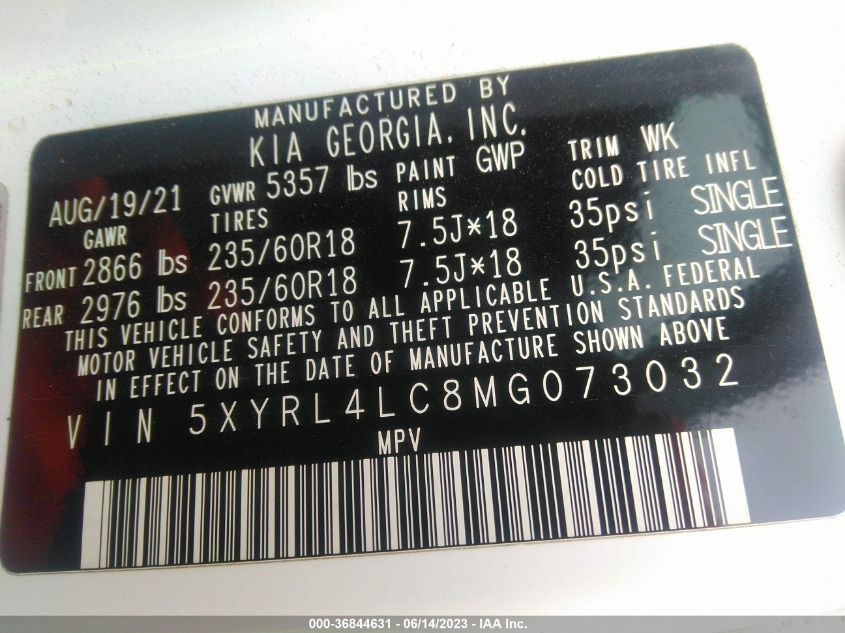 MANUFACTURED BY
KIA GEORGIA, INC.
AUG/19/21 GVWR 5357 lbs PAINT GWP TRIM WK
GAWR TIRES RIMS COLD TIRE INFL
FRONT 2866 lbs 235/60R18 7.5J*18 35psi SINGLE
REAR 2976 lbs 235/60R18 7.5J*18 35psi SINGLE
THIS VEHICLE CONFORMS TO ALL APPLICABLE U.S.A. FEDERAL
MOTOR VEHICLE SAFETY AND THEFT PREVENTION STANDARDS
IN EFFECT ON THE DATE OF MANUFACTURE SHOWN ABOVE
VIN 5XYRL4LC8MG073032
MPV
000-36844631 - 06/14/2023 - IAA Inc.